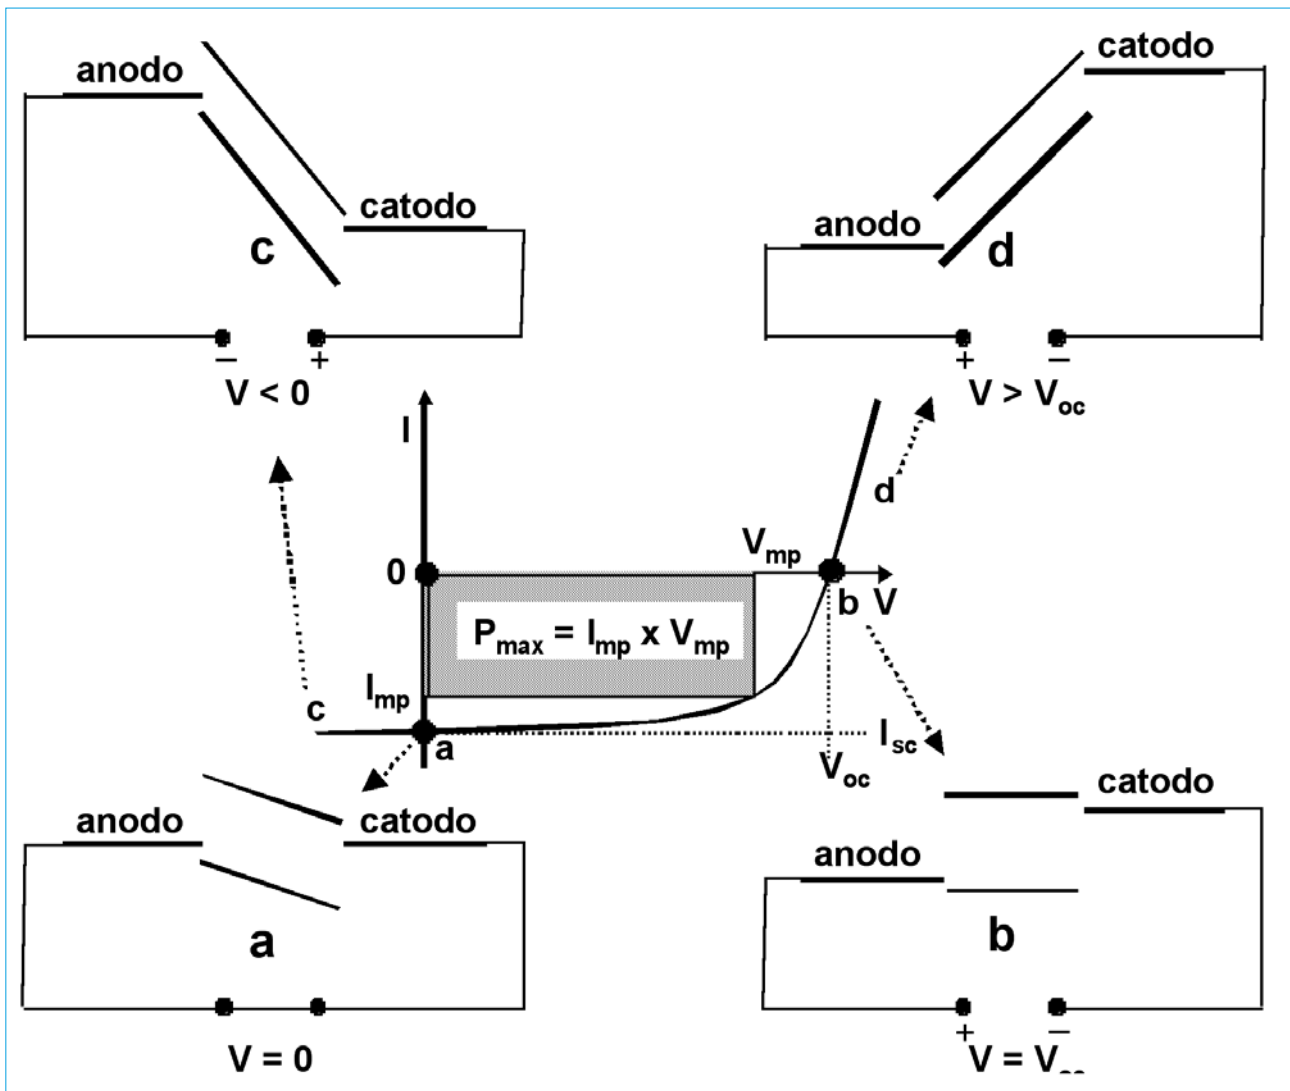 anodo
catodo
c
− +
V < 0
catodo
anodo
d
+ −
V > Voc
I
d
Vmp
0
b V
Pmax = Imp x Vmp
Imp
c
a
Isc
Voc
anodo catodo
a
V = 0
catodo
anodo
b
+ −
V = V